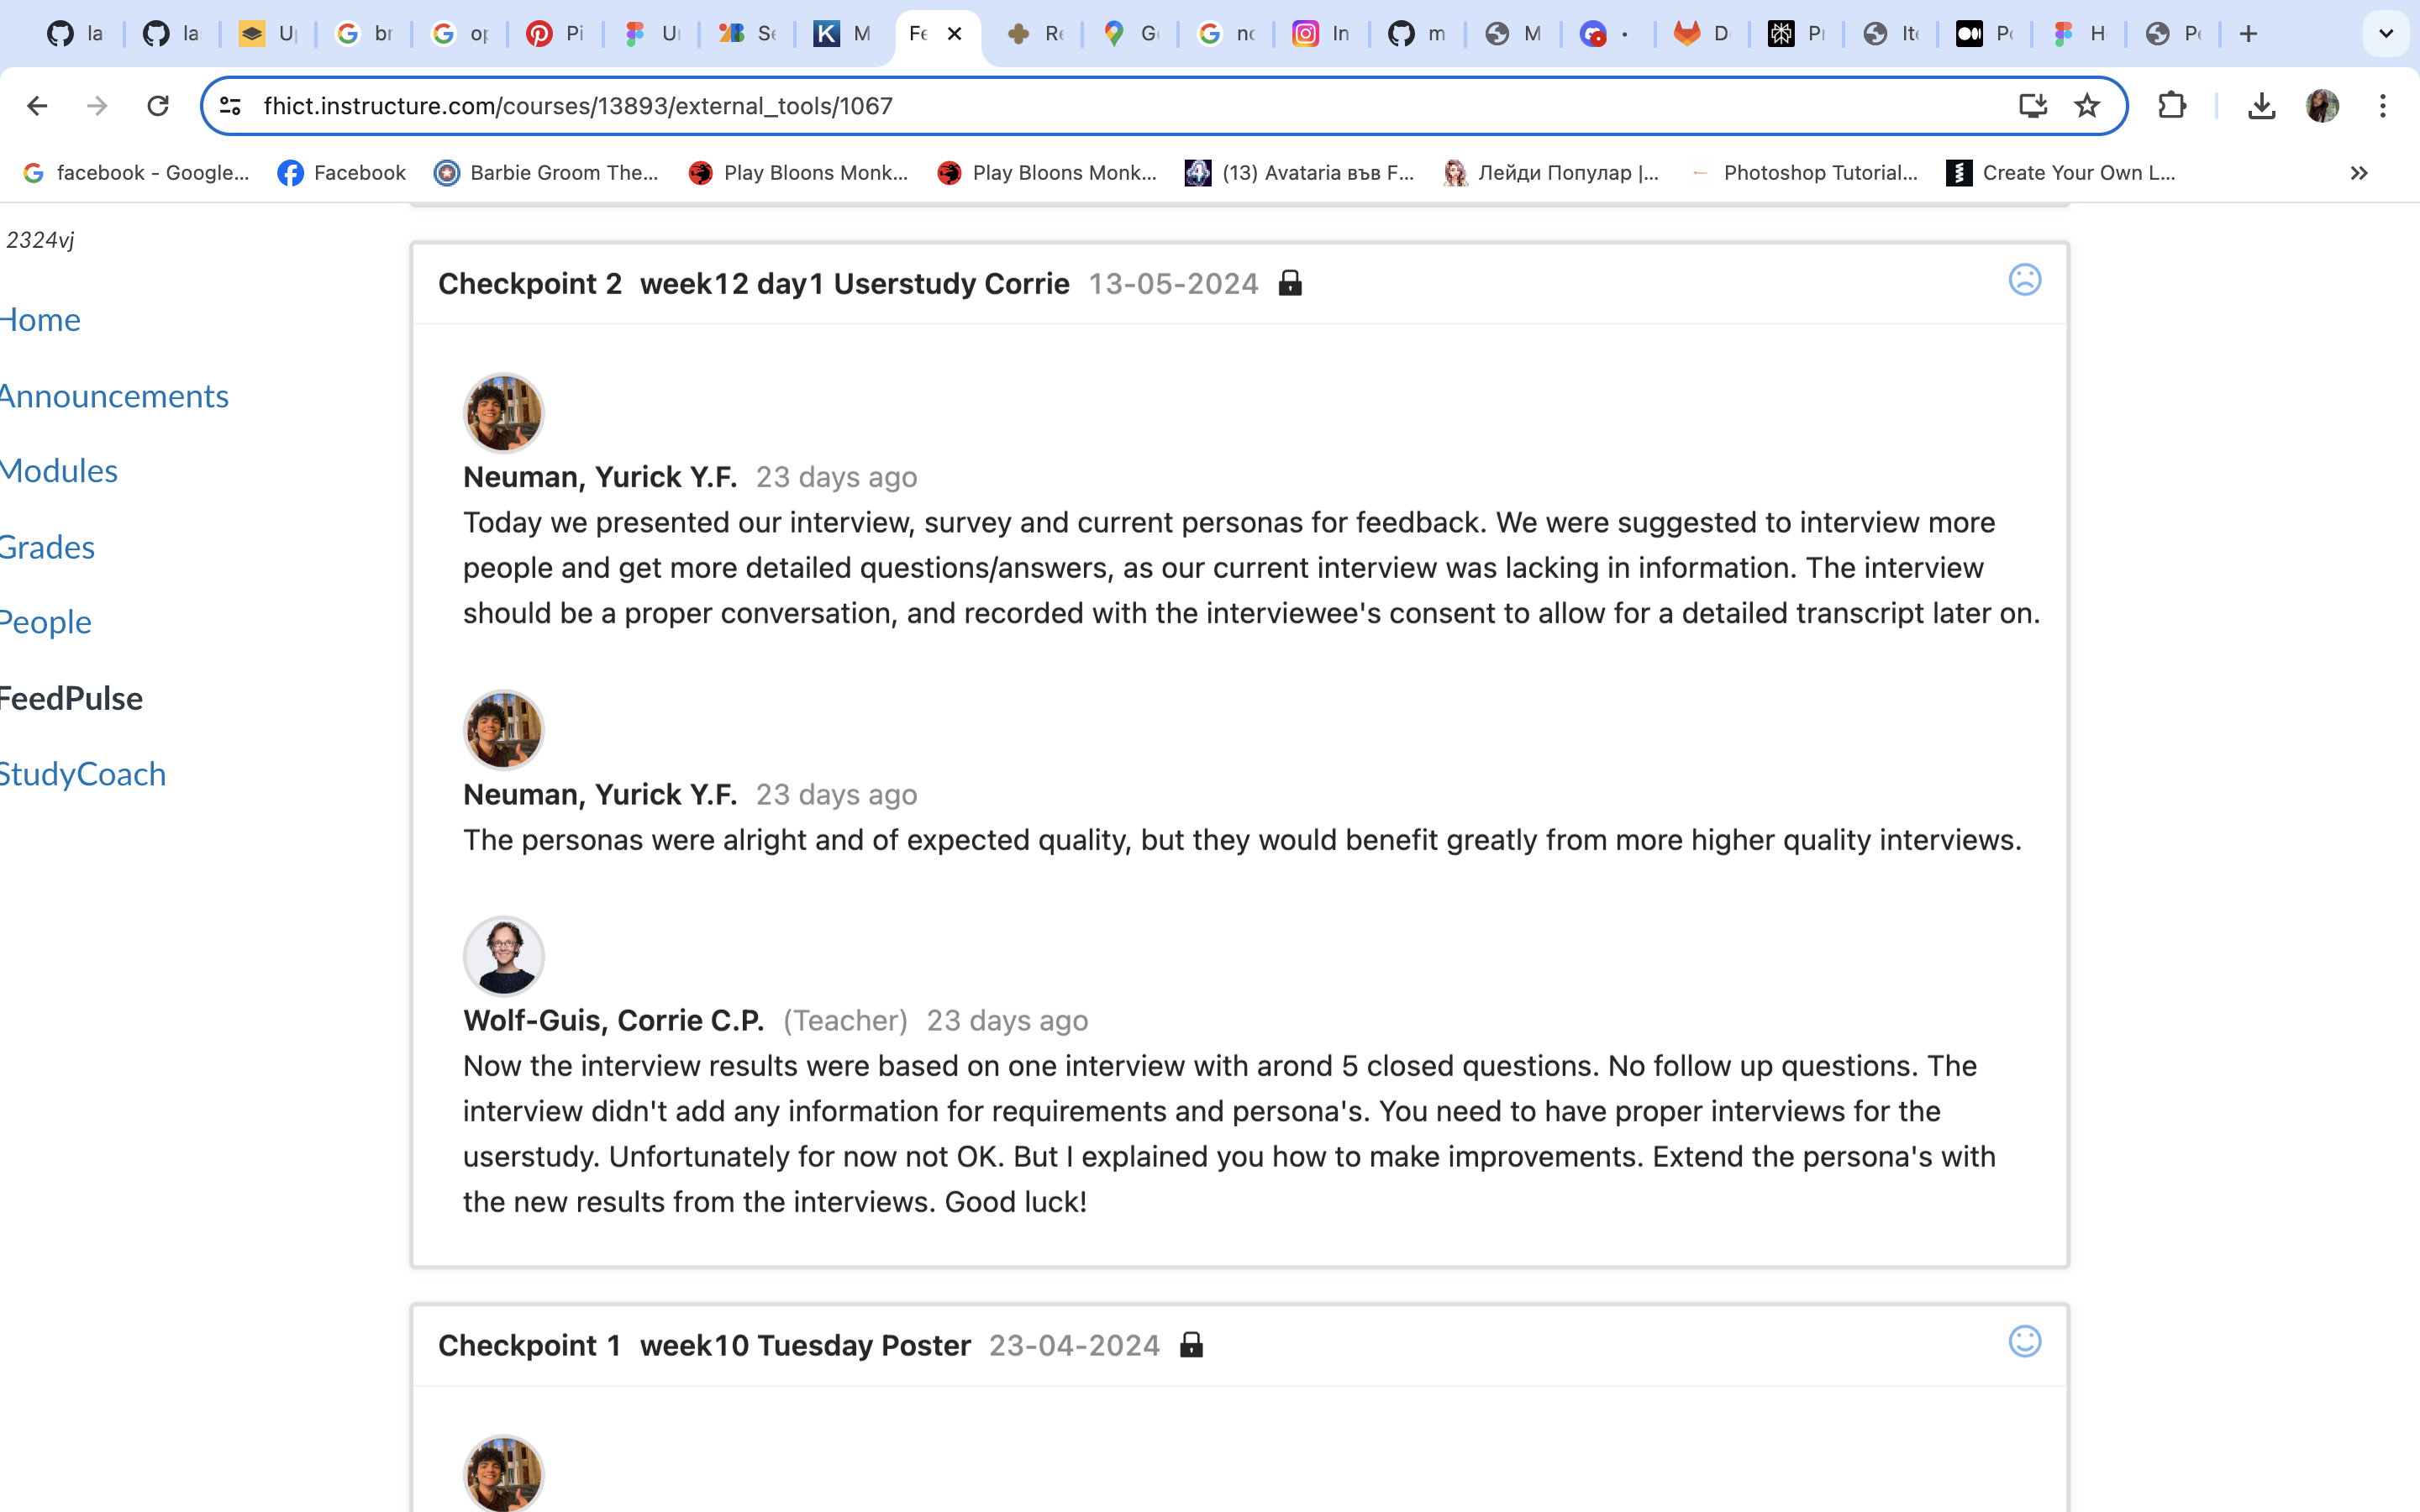 la
la
U
br
op
Pi
U
Se
M
Fe
Re
G
no
In
m
M
•
D
Pr
Ite
Po
H
Pe
fhict.instructure.com/courses/13893/external_tools/1067
facebook - Google...
Facebook
Barbie Groom The...
Play Bloons Monk...
Play Bloons Monk...
(13) Avataria във F...
Лейди Популар |...
Photoshop Tutorial...
Create Your Own L...
2324vj
Home
Announcements
Modules
Grades
People
FeedPulse
StudyCoach
Checkpoint 2 week12 day1 Userstudy Corrie 13-05-2024
Neuman, Yurick Y.F. 23 days ago
Today we presented our interview, survey and current personas for feedback. We were suggested to interview more
people and get more detailed questions/answers, as our current interview was lacking in information. The interview
should be a proper conversation, and recorded with the interviewee's consent to allow for a detailed transcript later on.
Neuman, Yurick Y.F. 23 days ago
The personas were alright and of expected quality, but they would benefit greatly from more higher quality interviews.
Wolf-Guis, Corrie C.P. (Teacher) 23 days ago
Now the interview results were based on one interview with arond 5 closed questions. No follow up questions. The
interview didn't add any information for requirements and persona's. You need to have proper interviews for the
userstudy. Unfortunately for now not OK. But I explained you how to make improvements. Extend the persona's with
the new results from the interviews. Good luck!
Checkpoint 1 week10 Tuesday Poster 23-04-2024